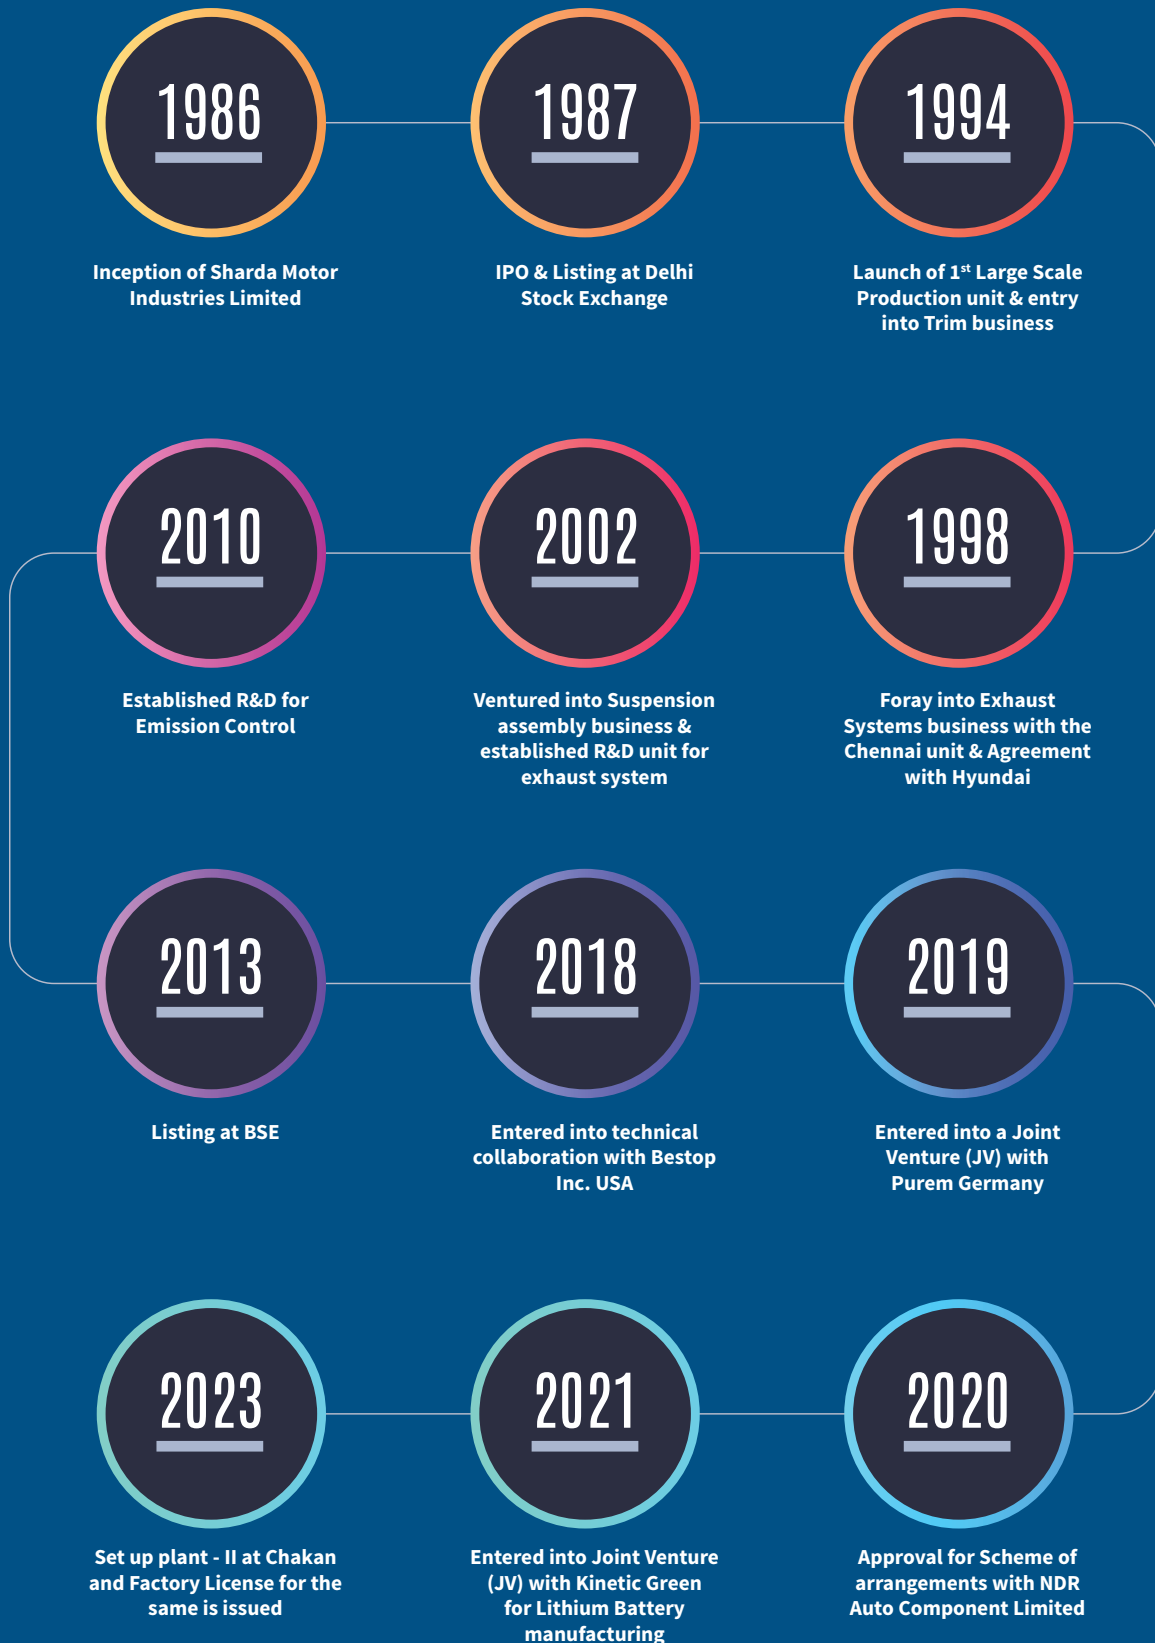 1986
Inception of Sharda Motor
Industries Limited
1987
IPO & Listing at Delhi
Stock Exchange
1994
Launch of 1st Large Scale
Production unit & entry
into Trim business
1998
Foray into Exhaust
Systems business with the
Chennai unit & Agreement
with Hyundai
2002
Ventured into Suspension
assembly business &
established R&D unit for
exhaust system
2010
Established R&D for
Emission Control
2013
Listing at BSE
2018
Entered into technical
collaboration with Bestop
Inc. USA
2019
Entered into a Joint
Venture (JV) with
Purem Germany
2020
Approval for Scheme of
arrangements with NDR
Auto Component Limited
2021
Entered into Joint Venture
(JV) with Kinetic Green
for Lithium Battery
manufacturing
2023
Set up plant - II at Chakan
and Factory License for the
same is issued